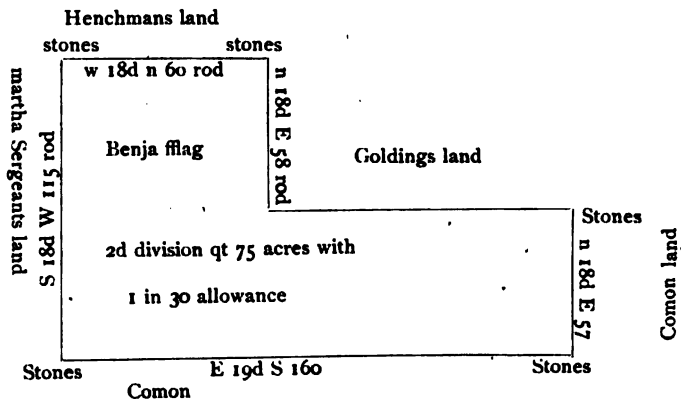 Henchmans land
stones
stones
w 18d n 60 rod
martha Sergeants land
S 18d W 115 rod
n 18d E 58 rod
Benja fflag
Goldings land
Stones
2d division qt 75 acres with
1 in 30 allowance
n 18d E 57
Comon land
Stones
E 19d S 160
Stones
Comon